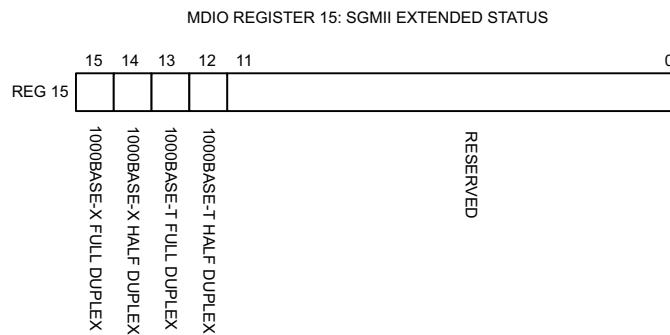 MDIO REGISTER 15: SGMII EXTENDED STATUS
15 14 13 12 11 0
REG 15
1000BASE-X FULL DUPLEX
1000BASE-X HALF DUPLEX
1000BASE-T FULL DUPLEX
1000BASE-T HALF DUPLEX
RESERVED